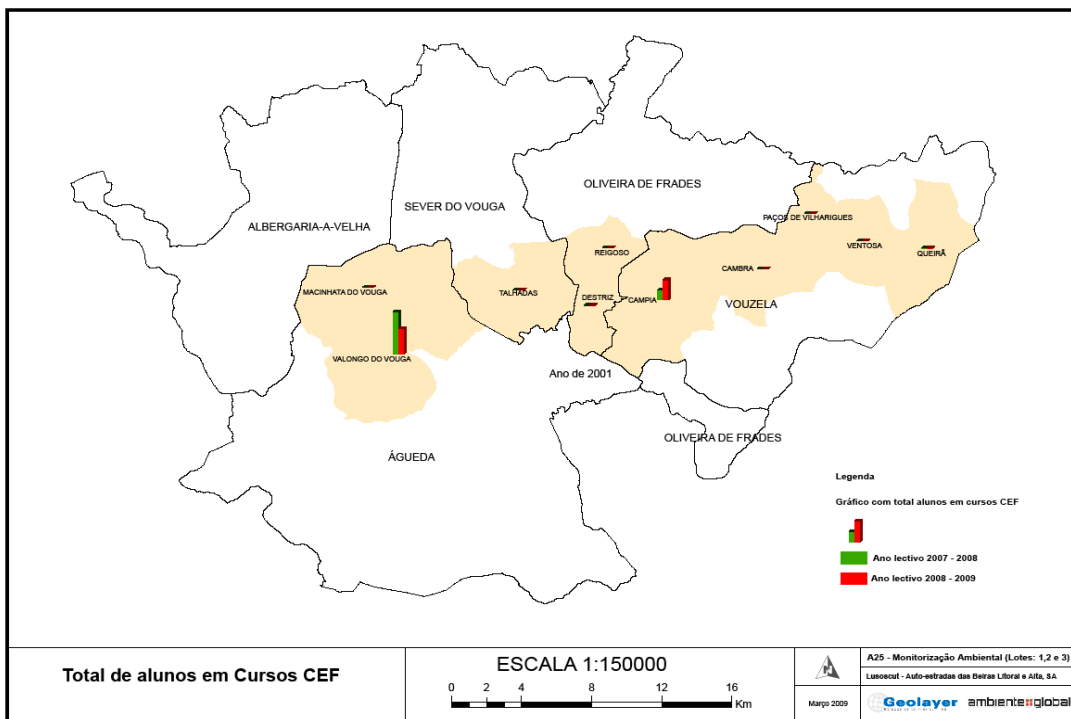 OLIVEIRA DE FRADES
SEVER DO VOUGA
ALBERGARIA-A-VELHA
PAÇOS DE VILHARIGUES
VENTOSA
QUEIRÃ
REIGOSO
CAMBRA
MACINHATA DO VOUGA
TALHADAS
DESTRIZ
CAMPIA
VOUZELA
VALONGO DO VOUGA
Ano de 2001
OLIVEIRA DE FRADES
ÁGUEDA
Legenda
Gráfico com total alunos em cursos CEF
Ano lectivo 2007 - 2008
Ano lectivo 2008 - 2009
Total de alunos em Cursos CEF
ESCALA 1:150000
0 2 4 8 12 16
Km
Março 2009
A25 - Monitorização Ambiental (Lotes: 1,2 e 3)
Lusoscut - Auto-estradas das Beiras Litoral e Alta, SA
Geolayer
ambiente global